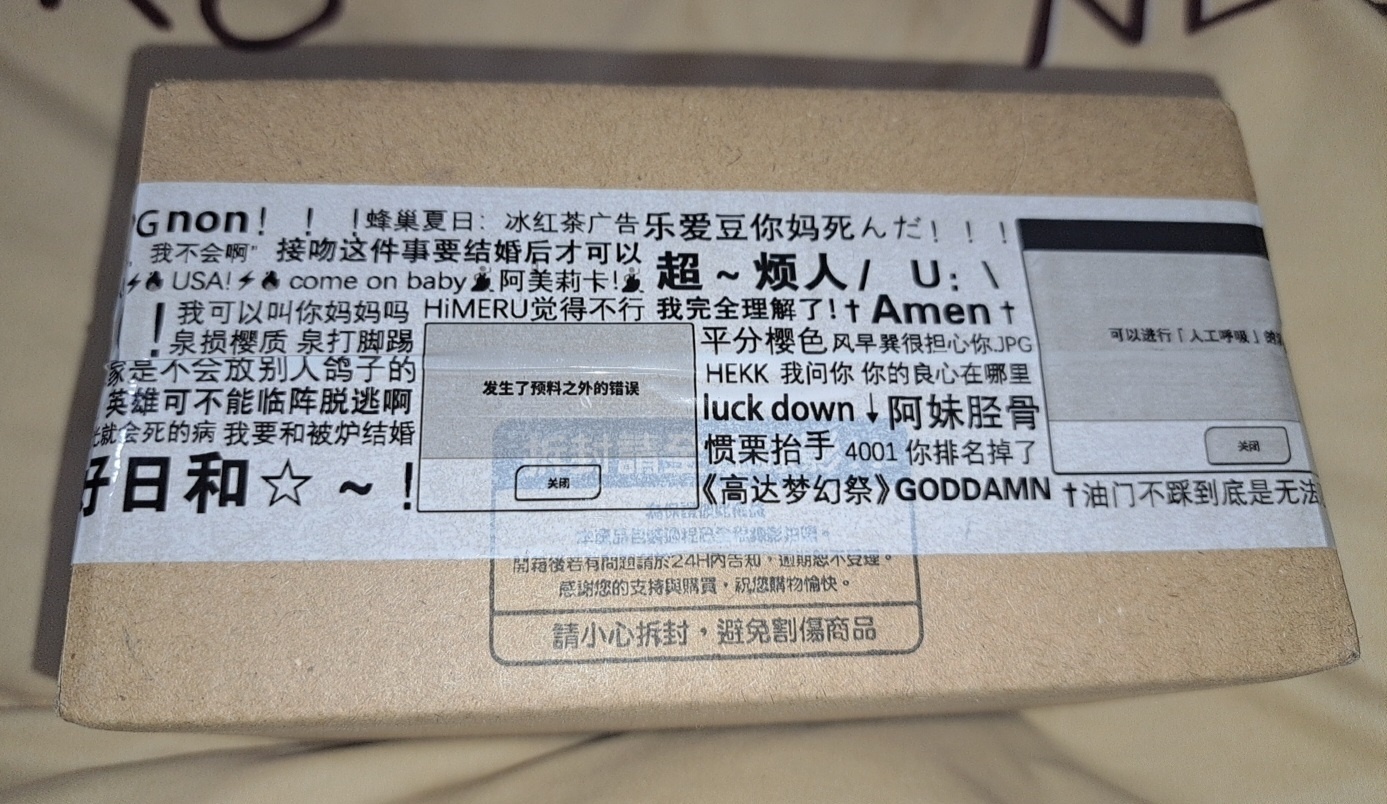 non！！！蜂巢夏日：冰红茶广告
乐爱豆你妈死んだ！！！
我不会啊” 接吻这件事要结婚后才可以
超～烦人/ U：\
USA!⚡🔥 come on baby 阿美莉卡!
！我可以叫你妈妈吗 HiMERU觉得不行
我完全理解了!† Amen †
泉损樱质 泉打脚踢
平分樱色 风早巽很担心你.JPG
家是不会放别人鸽子的
HEKK 我问你 你的良心在哪里
英雄可不能临阵脱逃啊
luck down ↓ 阿妹胫骨
会死的病 我要和被炉结婚
惯栗抬手 4001 你排名掉了
好日和☆～！
《高达梦幻祭》GODDAMN †油门不踩到底是无法
发生了预料之外的错误
关闭
可以进行「人工呼吸」的
关闭
開箱後若有問題請於24H內告知，逾期恕不受理。
感謝您的支持與購買，祝您購物愉快。
請小心拆封，避免割傷商品